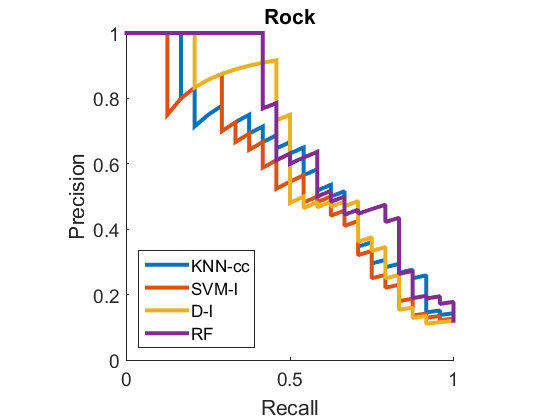 Rock
Precision
1
0.8
0.6
0.4
0.2
0
KNN-cc
SVM-I
D-I
RF
0
0.5
1
Recall